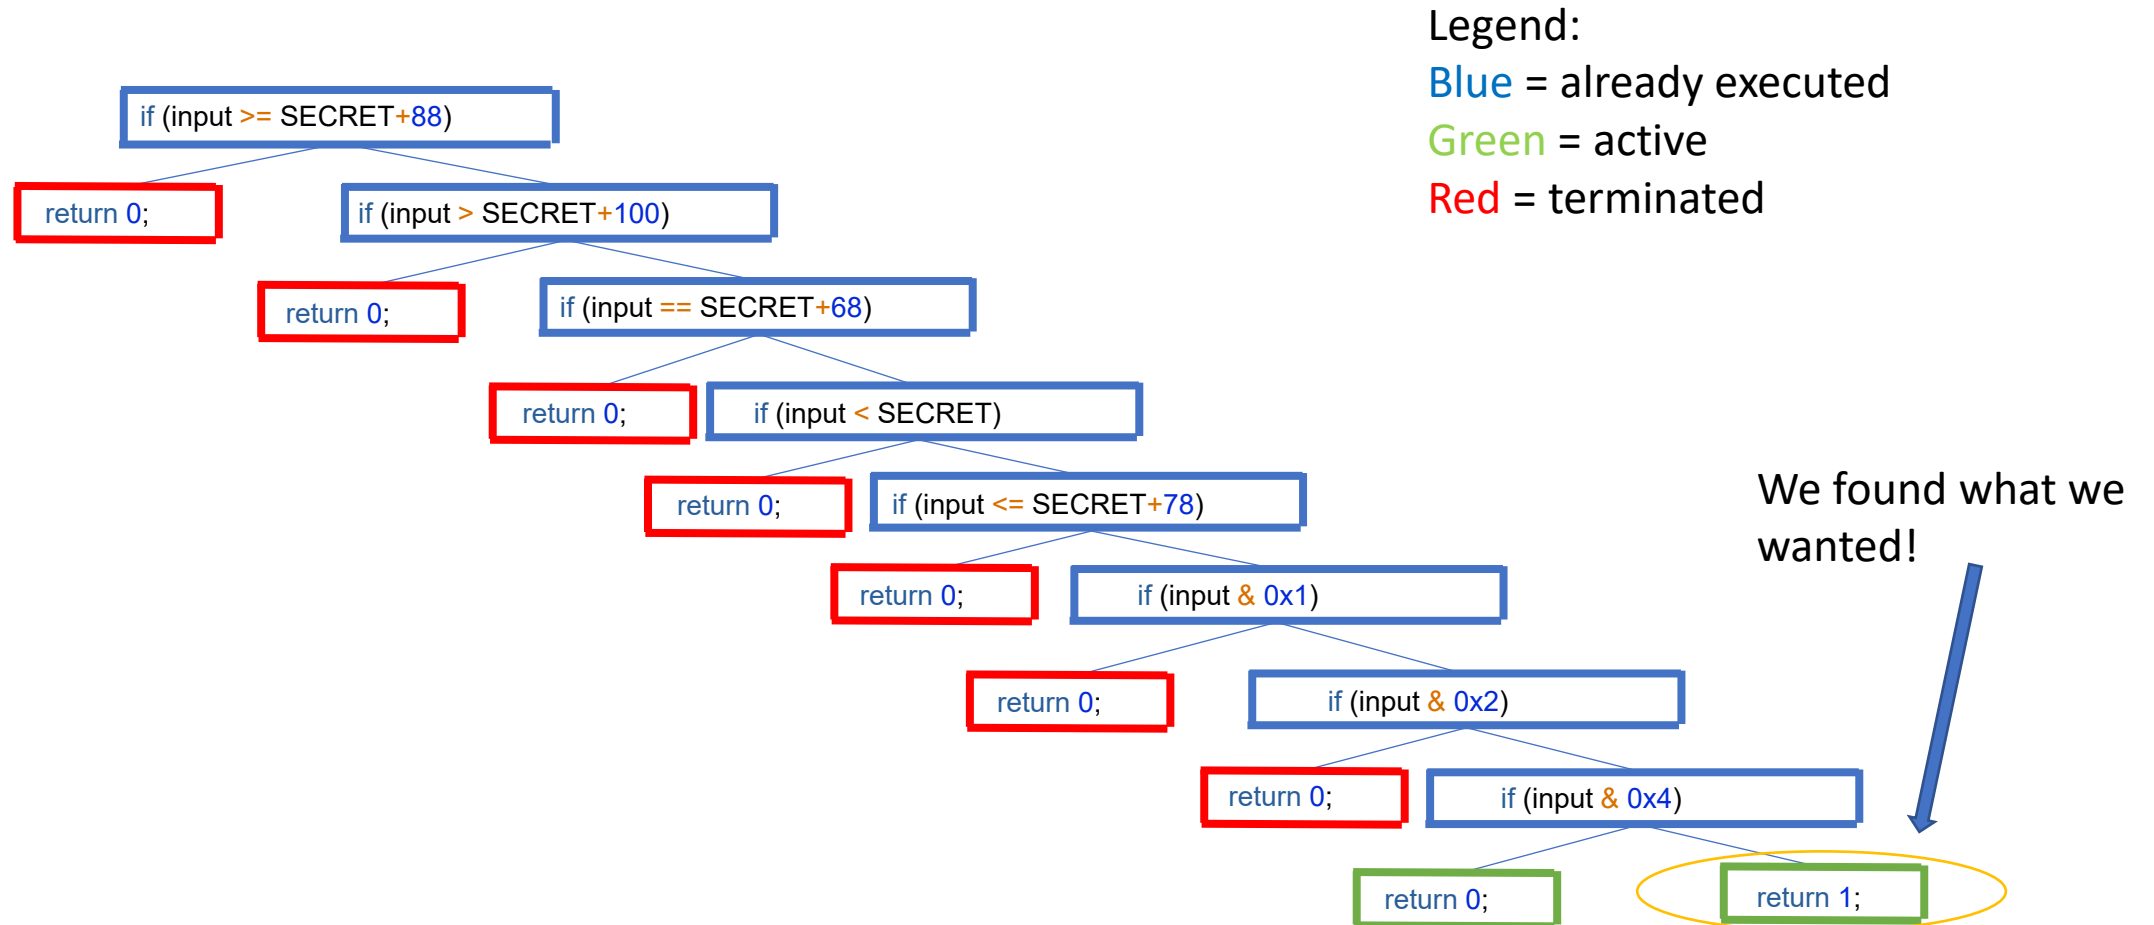 Legend:
Blue = already executed
Green = active
Red = terminated
if (input >= SECRET+88)
return 0;
if (input > SECRET+100)
return 0;
if (input == SECRET+68)
return 0;
if (input < SECRET)
return 0;
if (input <= SECRET+78)
We found what we
wanted!
return 0;
if (input & 0x1)
return 0;
if (input & 0x2)
return 0;
if (input & 0x4)
return 0;
return 1;